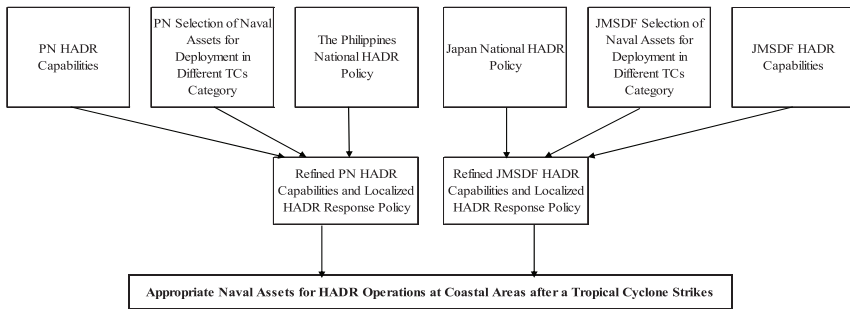 PN HADR
Capabilities
PN Selection of Naval
Assets for
Deployment in
Different TCs
Category
The Philippines
National HADR
Policy
Japan National HADR
Policy
JMSDF Selection of
Naval Assets for
Deployment in
Different TCs
Category
JMSDF HADR
Capabilities
Refined PN HADR
Capabilities and Localized
HADR Response Policy
Refined JMSDF HADR
Capabilities and Localized
HADR Response Policy
Appropriate Naval Assets for HADR Operations at Coastal Areas after a Tropical Cyclone Strikes